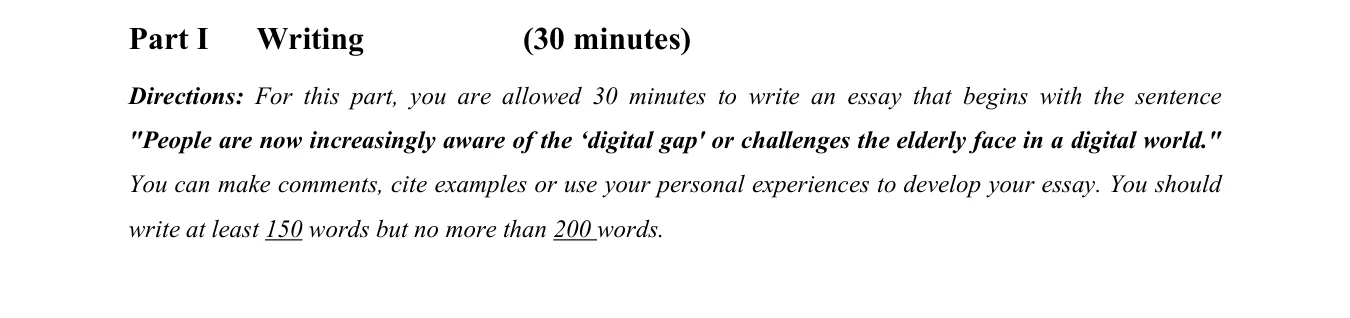 Part I Writing (30 minutes)
Directions: For this part, you are allowed 30 minutes to write an essay that begins with the sentence
"People are now increasingly aware of the ‘digital gap' or challenges the elderly face in a digital world."
You can make comments, cite examples or use your personal experiences to develop your essay. You should
write at least 150 words but no more than 200 words.